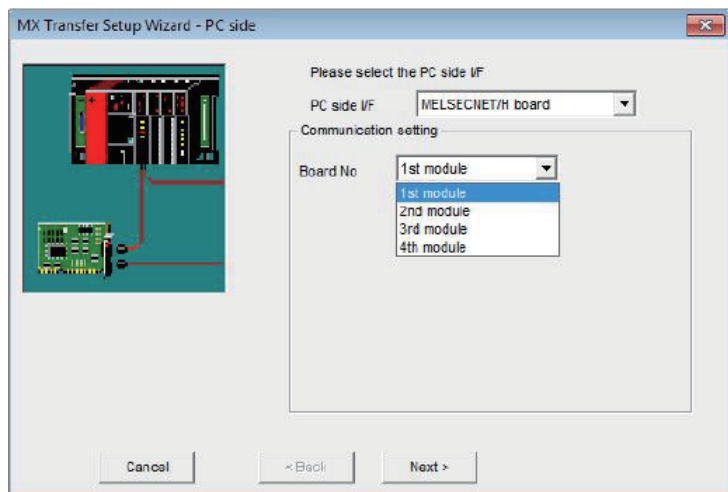 MX Transfer Setup Wizard - PC side
Please select the PC side I/F
PC side I/F MELSECNET/H board
Communication setting
Board No 1st module
1st module
2nd module
3rd module
4th module
Cancel < Back Next >